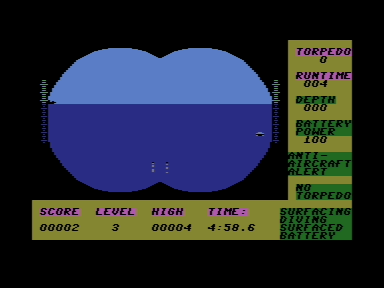 TORPEDO
0
RUNTIME
004
DEPTH
000
BATTERY
POWER
100
ANTI-
AIRCRAFT
ALERT
NO
TORPEDO
SCORE LEVEL HIGH TIME:
00002 3 00004 4:58.6
SURFACING
DIVING
SURFACED
BATTERY